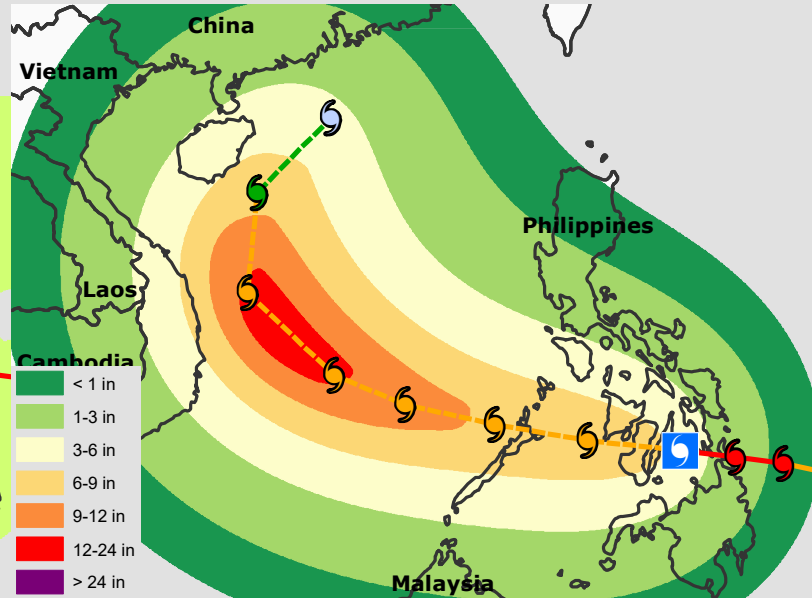 China
Vietnam
Philippines
Laos
Cambodia
< 1 in
1-3 in
3-6 in
6-9 in
9-12 in
12-24 in
> 24 in
Malaysia